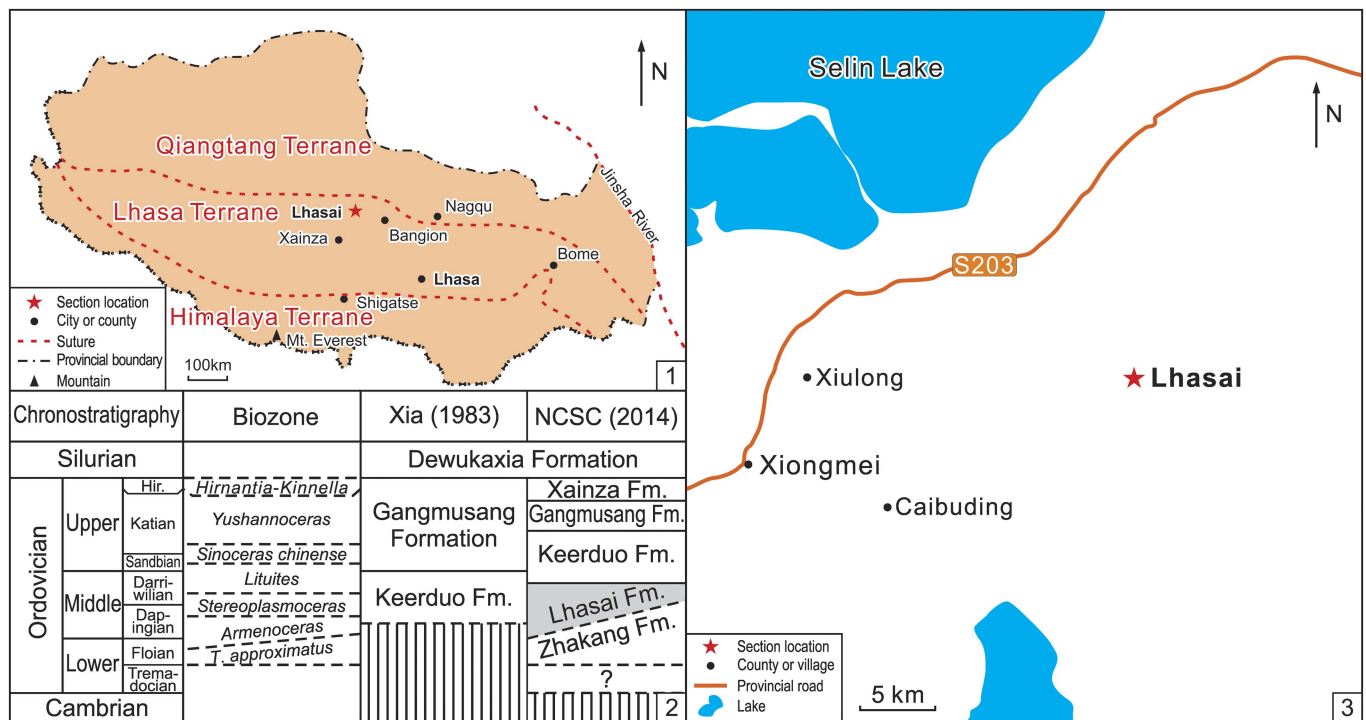 N
Qiangtang Terrane
Jinsha River
Lhasa Terrane
Lhasai
Nagqu
Bangion
Xainza
Bome
Lhasa
Shigatse
Himalaya Terrane
Mt. Everest
Section location
City or county
Suture
Provincial boundary
Mountain
100km
1
Chronostratigraphy
Biozone
Xia (1983)
NCSC (2014)
Silurian
Dewukaxia Formation
Ordovician
Upper
Hir.
Katian
Sandbian
Middle
Darri-
wilian
Dap-
ingian
Lower
Floian
Trema-
docian
Cambrian
Hirnantia-Kinnella
Yushannoceras
Sinoceras chinense
Lituites
Stereoplasmoceras
Armenoceras
T. approximatus
Gangmusang
Formation
Keerduo Fm.
Xainza Fm.
Gangmusang Fm.
Keerduo Fm.
Lhasai Fm.
Zhakang Fm.
?
2
Selin Lake
N
S203
Xiulong
Lhasai
Xiongmei
Caibuding
Section location
County or village
Provincial road
Lake
5 km
3